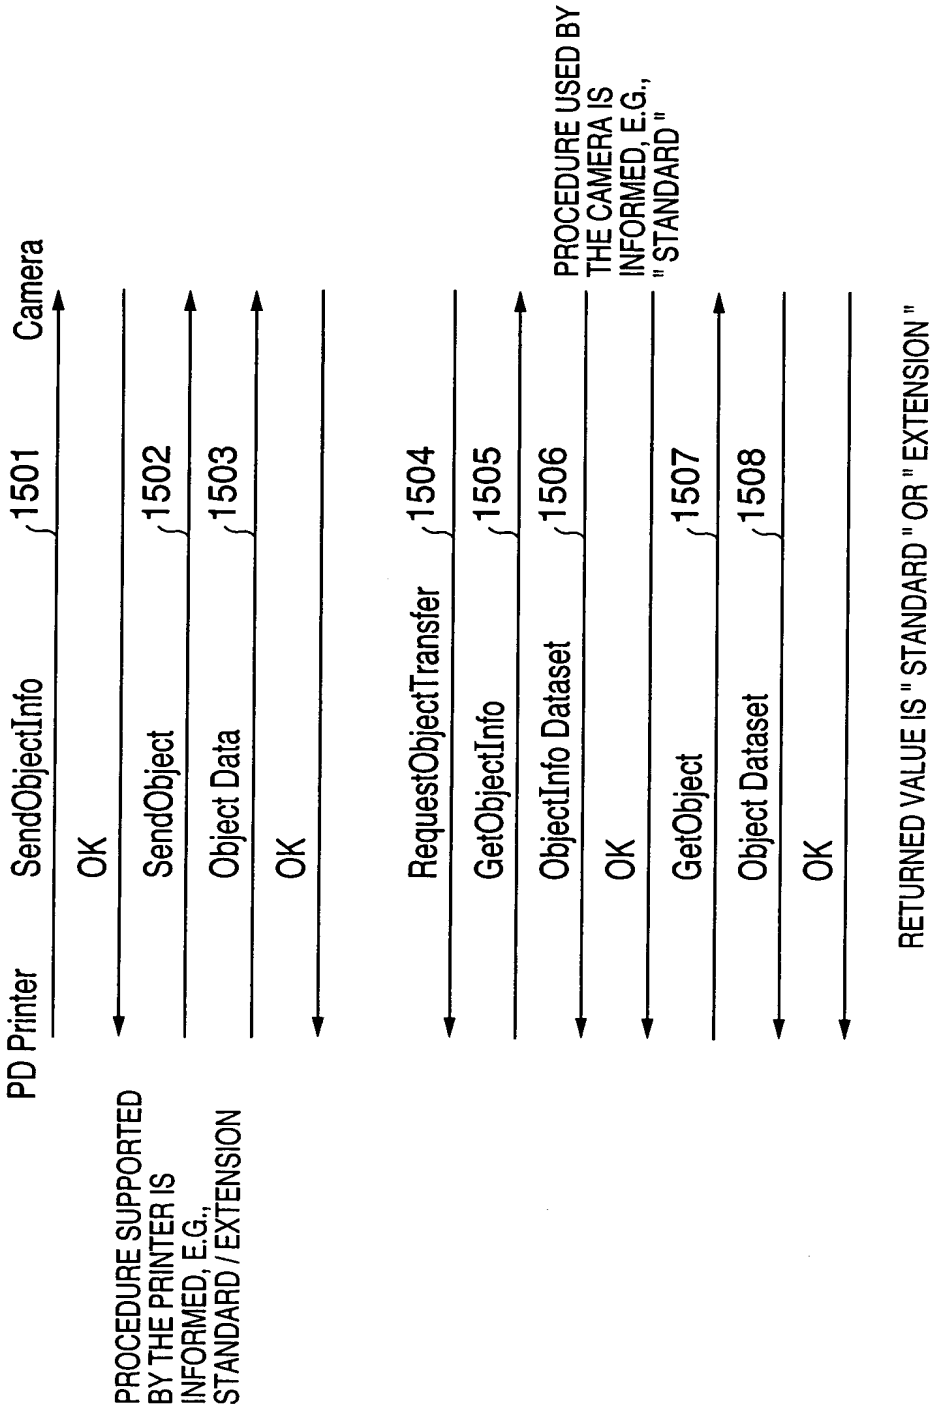 PD Printer
Camera
SendObjectInfo
1501
OK
SendObject
1502
Object Data
1503
OK
PROCEDURE SUPPORTED
BY THE PRINTER IS
INFORMED, E.G.,
STANDARD / EXTENSION
RequestObjectTransfer
1504
GetObjectInfo
1505
ObjectInfo Dataset
1506
OK
PROCEDURE USED BY
THE CAMERA IS
INFORMED, E.G.,
" STANDARD "
GetObject
1507
Object Dataset
1508
OK
RETURNED VALUE IS " STANDARD " OR " EXTENSION "